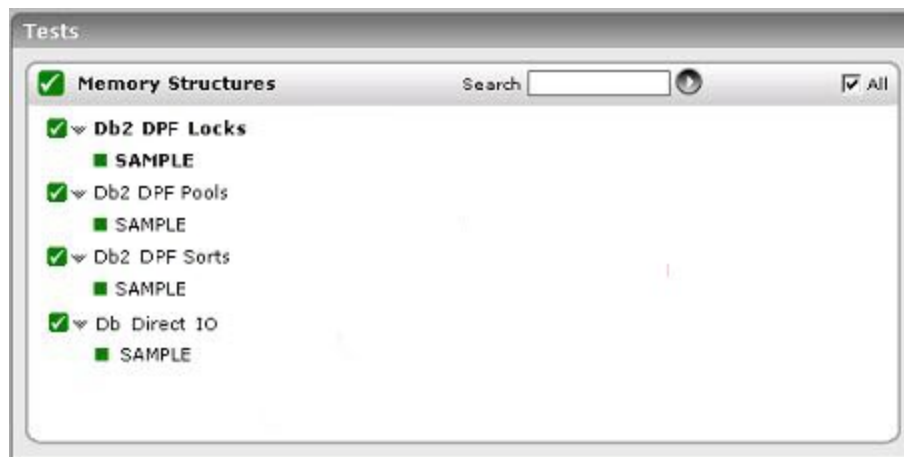 Tests
Memory Structures Search All
Db2 DPF Locks
SAMPLE
Db2 DPF Pools
SAMPLE
Db2 DPF Sorts
SAMPLE
Db Direct IO
SAMPLE